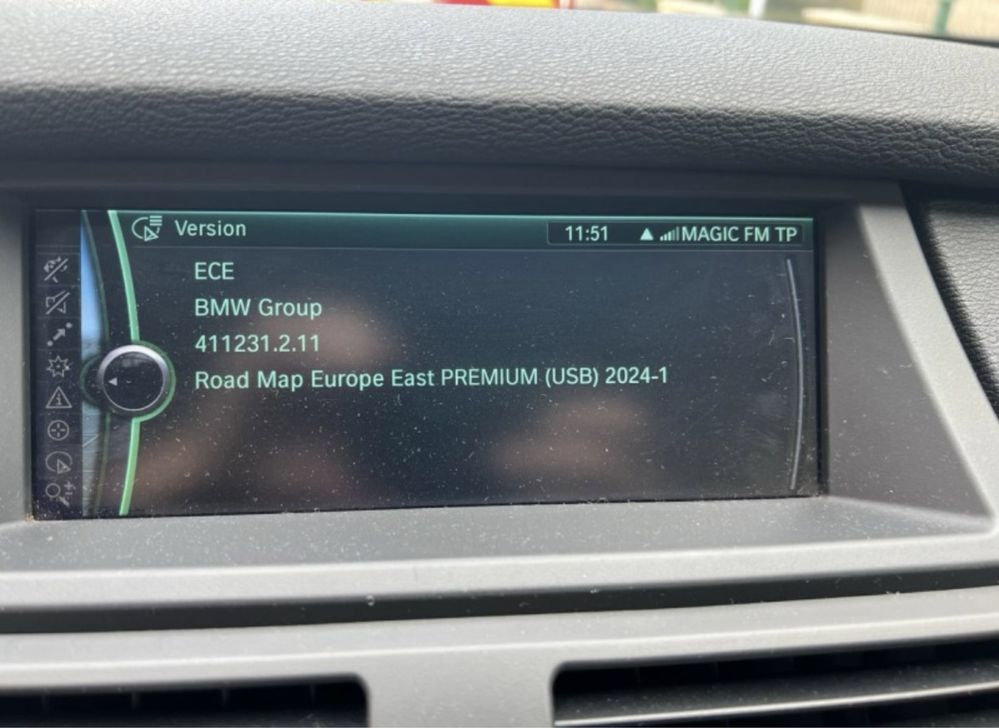 Version
11:51 MAGIC FM TP
ECE
BMW Group
411231.2.11
Road Map Europe East PREMIUM (USB) 2024-1